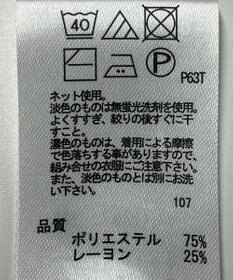 40
P
P63T
ネット使用。
淡色のものは無蛍光洗剤を使用。
よくすすぎ、絞りの後すぐに干
すこと。
濃色のものは、着用による摩擦
で色落ちする事がありますので、
組み合せの衣服にご注意下さい。
また、淡色のものとは別にお洗
い下さい。
107
品質
ポリエステル 75%
レーヨン 25%